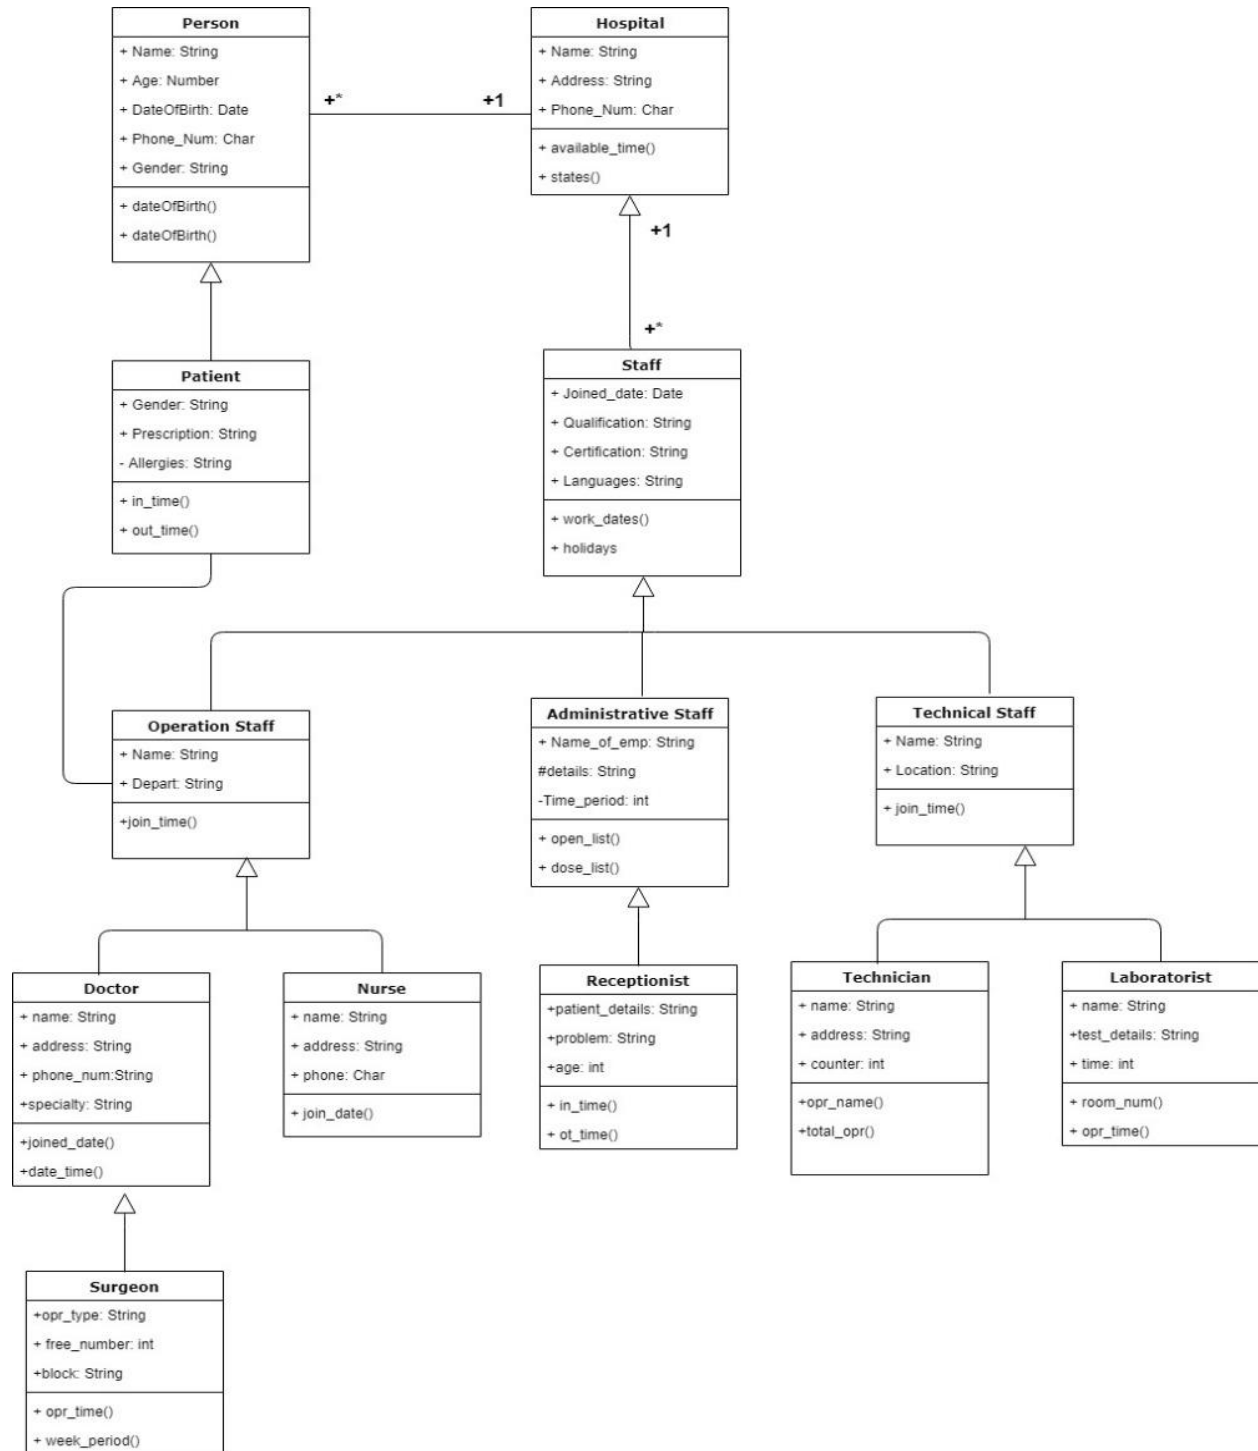 Person
+ Name: String
+ Age: Number
+ DateOfBirth: Date
+ Phone_Num: Char
+ Gender: String
+ dateOfBirth()
+ dateOfBirth()
+*
+1
Hospital
+ Name: String
+ Address: String
+ Phone_Num: Char
+ available_time()
+ states()
+1
+*
Patient
+ Gender: String
+ Prescription: String
- Allergies: String
+ in_time()
+ out_time()
Staff
+ Joined_date: Date
+ Qualification: String
+ Certification: String
+ Languages: String
+ work_dates()
+ holidays
Operation Staff
+ Name: String
+ Depart: String
+join_time()
Administrative Staff
+ Name_of_emp: String
#details: String
-Time_period: int
+ open_list()
+ dose_list()
Technical Staff
+ Name: String
+ Location: String
+ join_time()
Doctor
+ name: String
+ address: String
+ phone_num:String
+specialty: String
+joined_date()
+date_time()
Nurse
+ name: String
+ address: String
+ phone: Char
+ join_date()
Receptionist
+patient_details: String
+problem: String
+age: int
+ in_time()
+ ot_time()
Technician
+ name: String
+ address: String
+ counter: int
+opr_name()
+total_opr()
Laboratorist
+ name: String
+test_details: String
+ time: int
+ room_num()
+ opr_time()
Surgeon
+opr_type: String
+ free_number: int
+block: String
+ opr_time()
+ week_period()